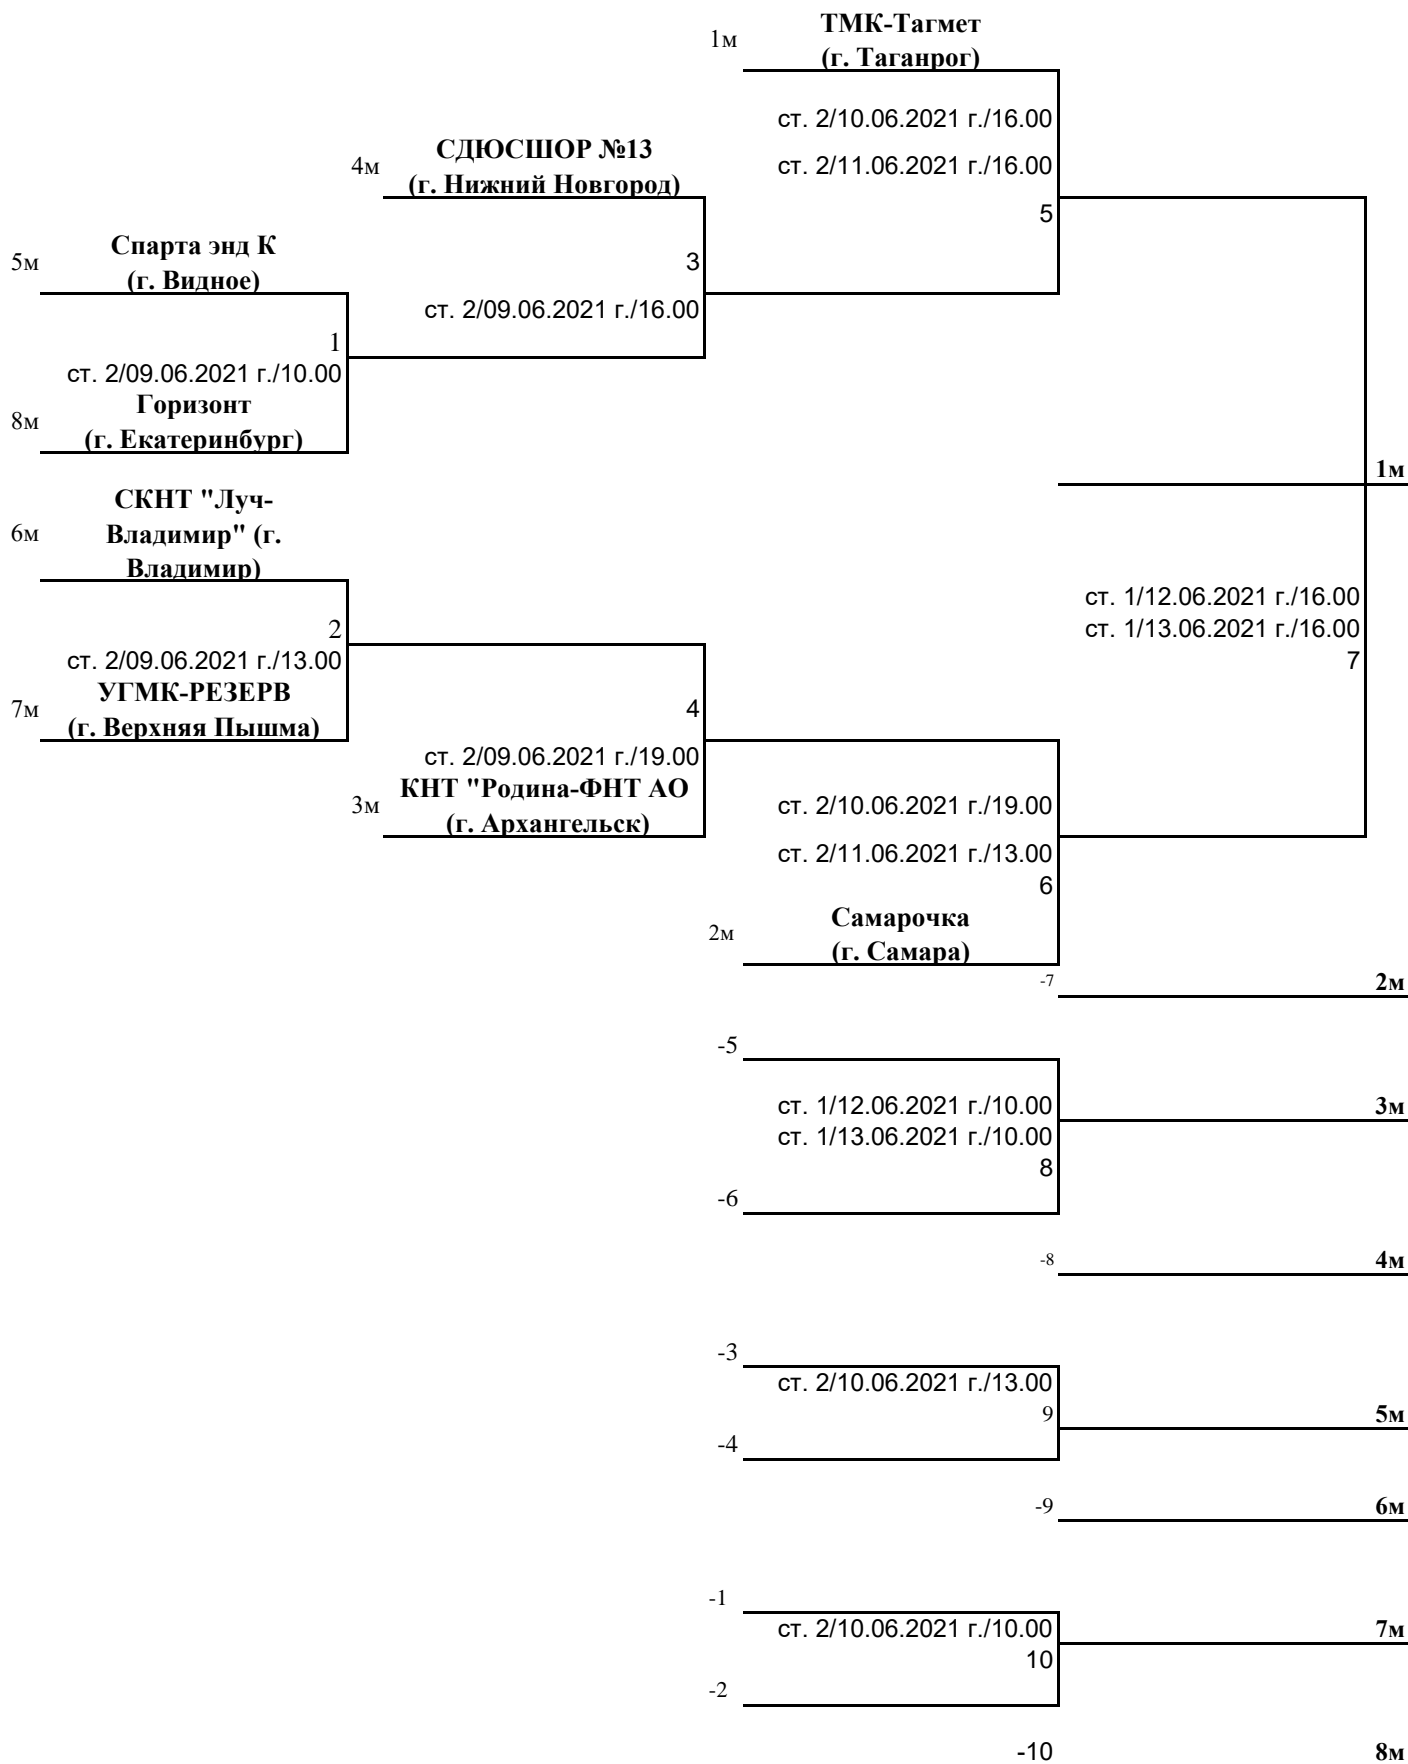 ТМК-Тагмет
1м
(г. Таганрог)
ст. 2/10.06.2021 г./16.00
СДЮСШОР №13
4м
ст. 2/11.06.2021 г./16.00
(г. Нижний Новгород)
5
Спарта энд К
5м
3
(г. Видное)
ст. 2/09.06.2021 г./16.00
1
ст. 2/09.06.2021 г./10.00
Горизонт
8м
(г. Екатеринбург)
1м
СКНТ "Луч-
6м
Владимир" (г.
Владимир)
ст. 1/12.06.2021 г./16.00
2
ст. 1/13.06.2021 г./16.00
ст. 2/09.06.2021 г./13.00
7
УГМК-РЕЗЕРВ
7м
4
(г. Верхняя Пышма)
ст. 2/09.06.2021 г./19.00
КНТ "Родина-ФНТ АО
3м
ст. 2/10.06.2021 г./19.00
(г. Архангельск)
ст. 2/11.06.2021 г./13.00
6
Самарочка
2м
(г. Самара)
-7
2м
-5
ст. 1/12.06.2021 г./10.00
3м
ст. 1/13.06.2021 г./10.00
8
-6
-8
4м
-3
ст. 2/10.06.2021 г./13.00
9
5м
-4
-9
6м
-1
ст. 2/10.06.2021 г./10.00
7м
10
-2
-10
8м